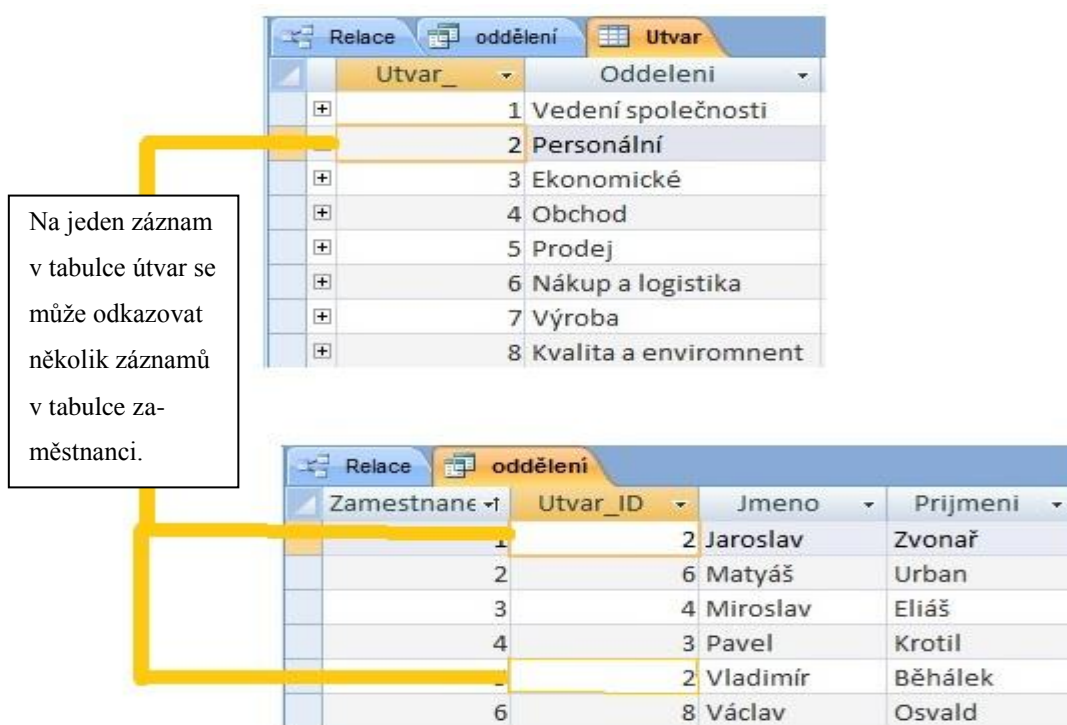 Relace oddělení Utvar
Utvar_ Oddeleni
1 Vedení společnosti
2 Personální
3 Ekonomické
4 Obchod
5 Prodej
6 Nákup a logistika
7 Výroba
8 Kvalita a enviromnent
Na jeden záznam
v tabulce útvar se
může odkazovat
několik záznamů
v tabulce za-
městnanci.
Relace oddělení
Zamestnane Utvar_ID Jmeno Prijmeni
1 2 Jaroslav Zvonař
2 6 Matyáš Urban
3 4 Miroslav Eliáš
4 3 Pavel Krotil
2 Vladimír Běhálek
6 8 Václav Osvald